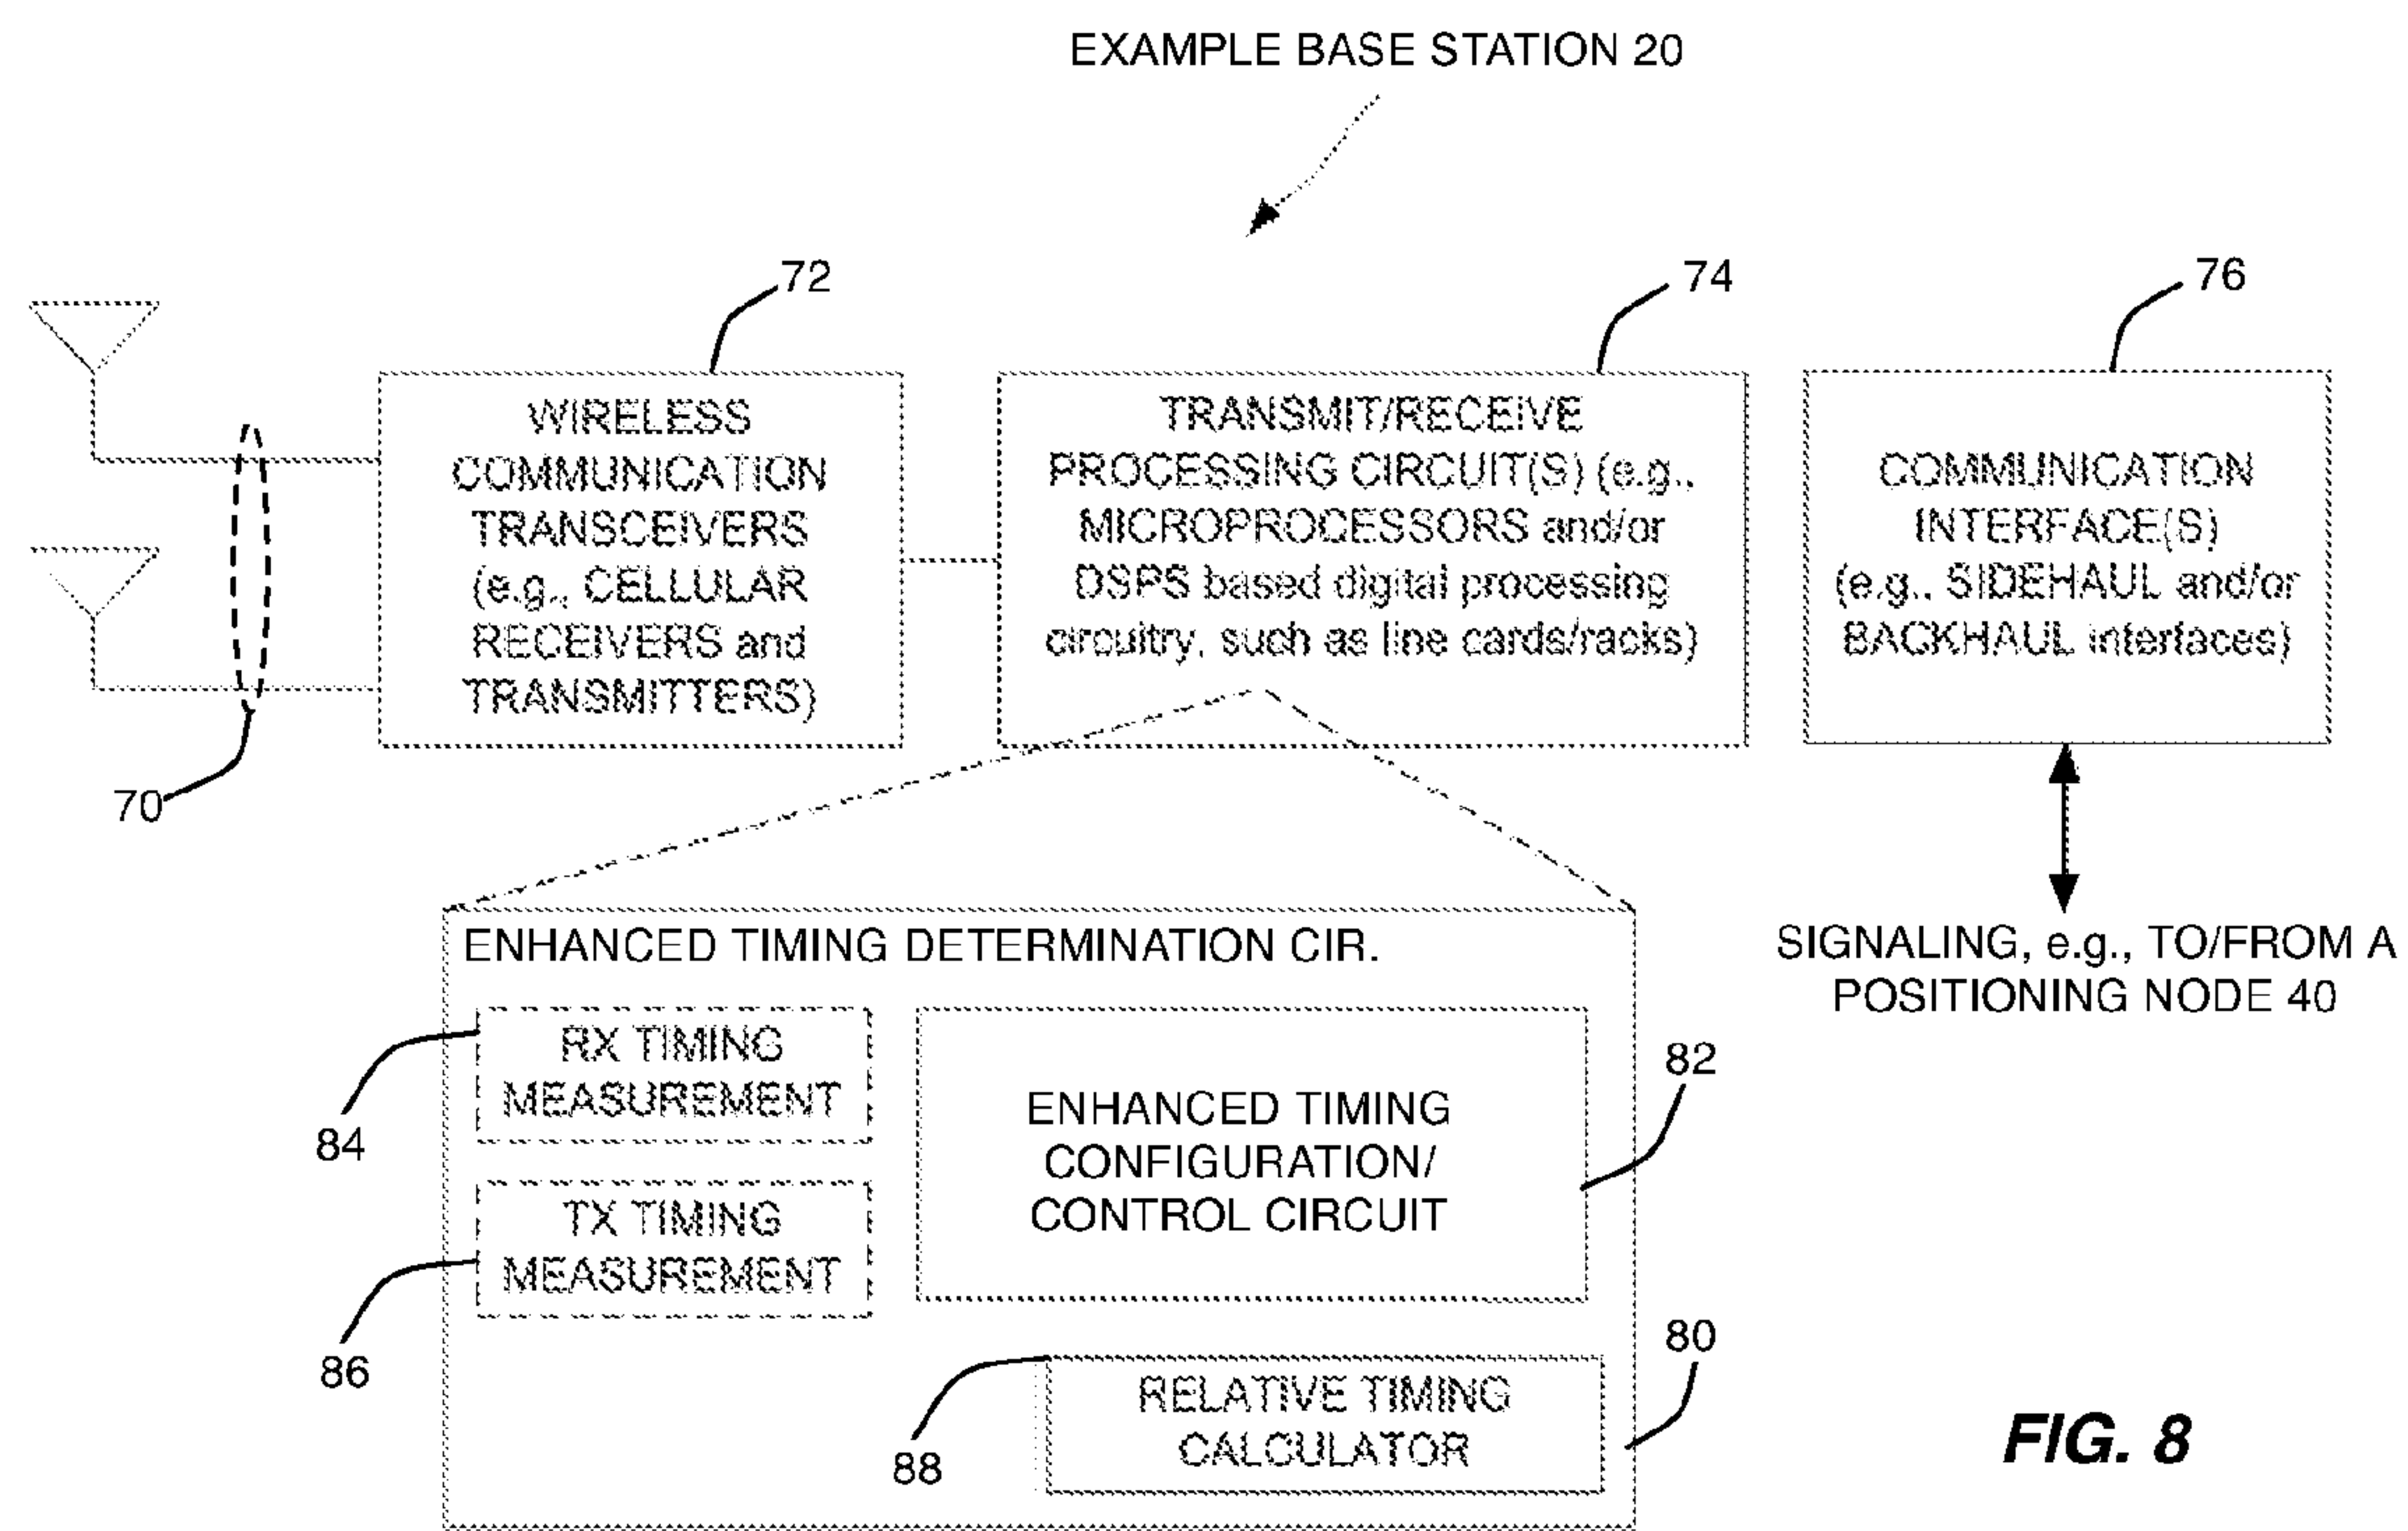 EXAMPLE BASE STATION 20
72
74
76
WIRELESS
COMMUNICATION
TRANSCEIVERS
(e.g., CELLULAR
RECEIVERS and
TRANSMITTERS)
TRANSMIT/RECEIVE
PROCESSING CIRCUIT(S) (e.g.,
MICROPROCESSORS and/or
DSPS based digital processing
circuitry, such as line cards/racks)
COMMUNICATION
INTERFACE(S)
(e.g., SIDEHAUL and/or
BACKHAUL interfaces)
70
SIGNALING, e.g., TO/FROM A
POSITIONING NODE 40
ENHANCED TIMING DETERMINATION CIR.
RX TIMING
MEASUREMENT
84
TX TIMING
MEASUREMENT
86
ENHANCED TIMING
CONFIGURATION/
CONTROL CIRCUIT
82
80
RELATIVE TIMING
CALCULATOR
88
FIG. 8